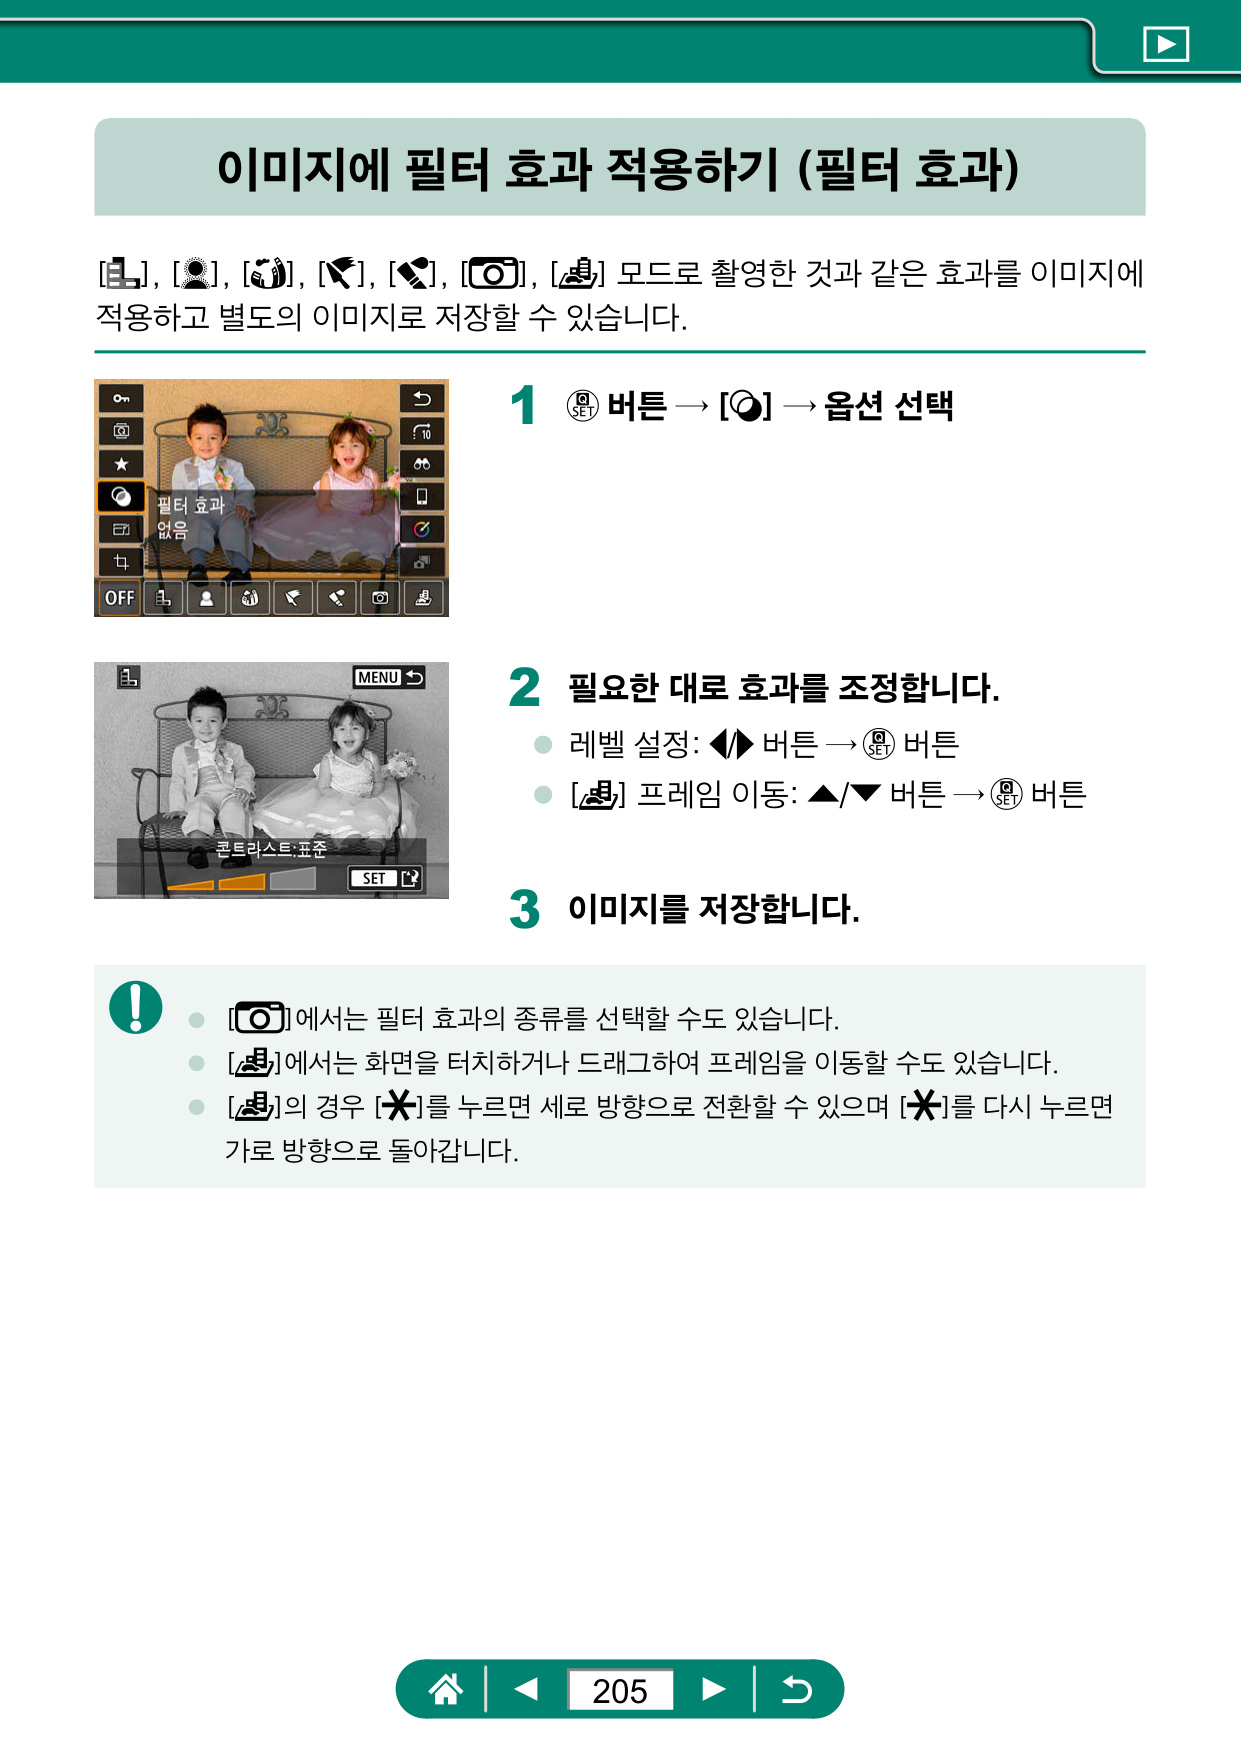 이미지에 필터 효과 적용하기 (필터 효과)
[ ], [ ], [ ], [ ], [ ], [ ], [ ] 모드로 촬영한 것과 같은 효과를 이미지에
적용하고 별도의 이미지로 저장할 수 있습니다.
10
필터 효과
없음
OFF
1 Q SET 버튼 → [ ] → 옵션 선택
MENU
콘트라스트:표준
SET
2 필요한 대로 효과를 조정합니다.
● 레벨 설정: ◀/▶ 버튼 → Q SET 버튼
● [ ] 프레임 이동: ▲/▼ 버튼 → Q SET 버튼
3 이미지를 저장합니다.
● [ ]에서는 필터 효과의 종류를 선택할 수도 있습니다.
● [ ]에서는 화면을 터치하거나 드래그하여 프레임을 이동할 수도 있습니다.
● [ ]의 경우 [✱]를 누르면 세로 방향으로 전환할 수 있으며 [✱]를 다시 누르면
가로 방향으로 돌아갑니다.
205